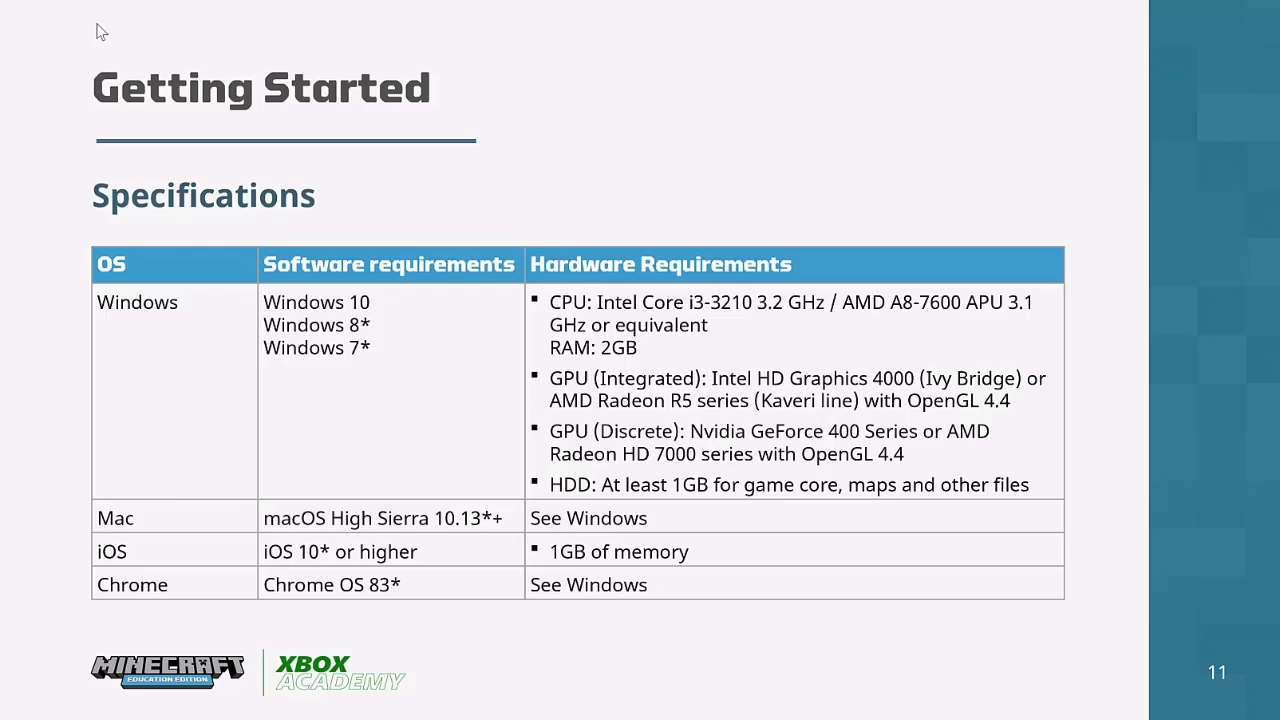 Getting Started
Specifications
OS Software requirements Hardware Requirements
Windows
Windows 10
Windows 8*
Windows 7*
▪ CPU: Intel Core i3-3210 3.2 GHz / AMD A8-7600 APU 3.1
GHz or equivalent
RAM: 2GB
▪ GPU (Integrated): Intel HD Graphics 4000 (Ivy Bridge) or
AMD Radeon R5 series (Kaveri line) with OpenGL 4.4
▪ GPU (Discrete): Nvidia GeForce 400 Series or AMD
Radeon HD 7000 series with OpenGL 4.4
▪ HDD: At least 1GB for game core, maps and other files
Mac macOS High Sierra 10.13*+ See Windows
iOS iOS 10* or higher ▪ 1GB of memory
Chrome Chrome OS 83* See Windows
MINECRAFT
EDUCATION EDITION
XBOX
ACADEMY
11